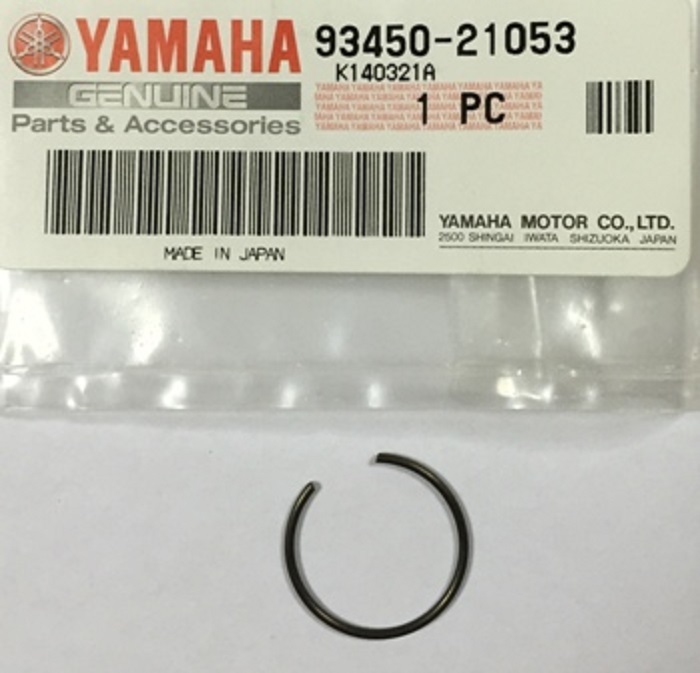 YAMAHA 93450-21053
K140321A
GENUINE
Parts & Accessories
1 PC
YAMAHA MOTOR CO.,LTD.
2500 SHINGAI IWATA SHIZUOKA JAPAN
MADE IN JAPAN